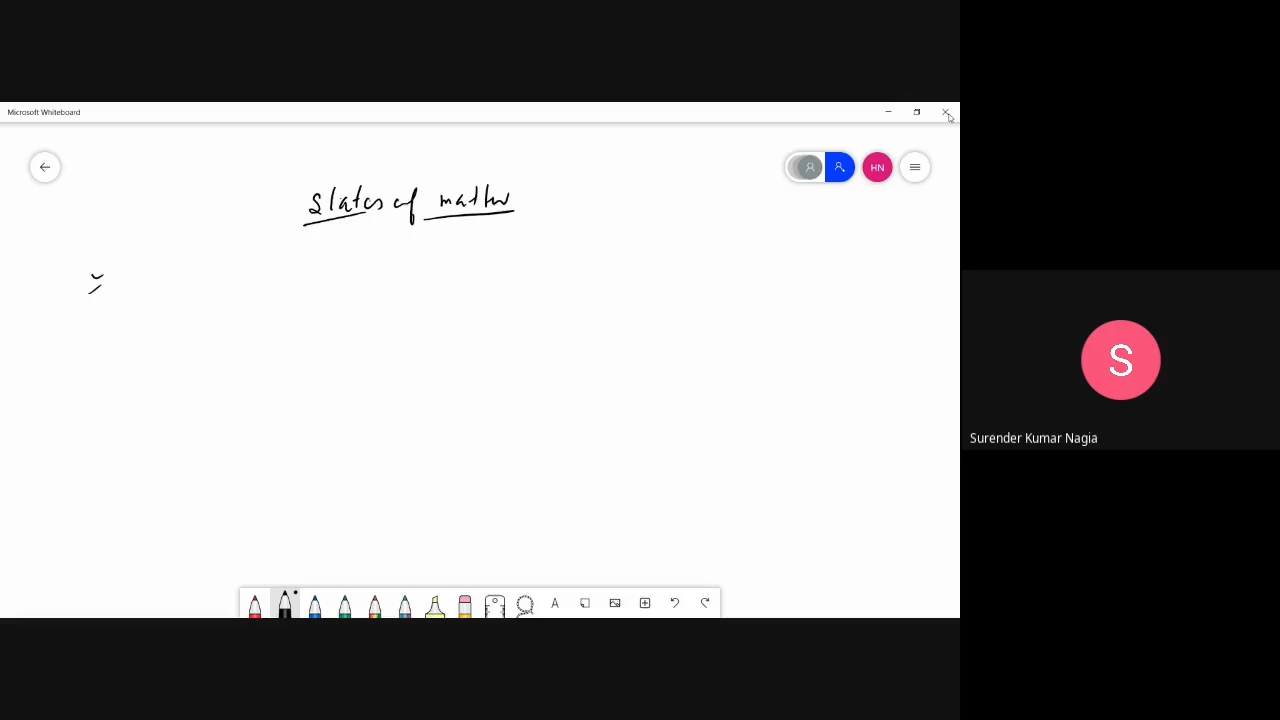 Microsoft Whiteboard
HN
States of matter
S
Surender Kumar Nagia
A